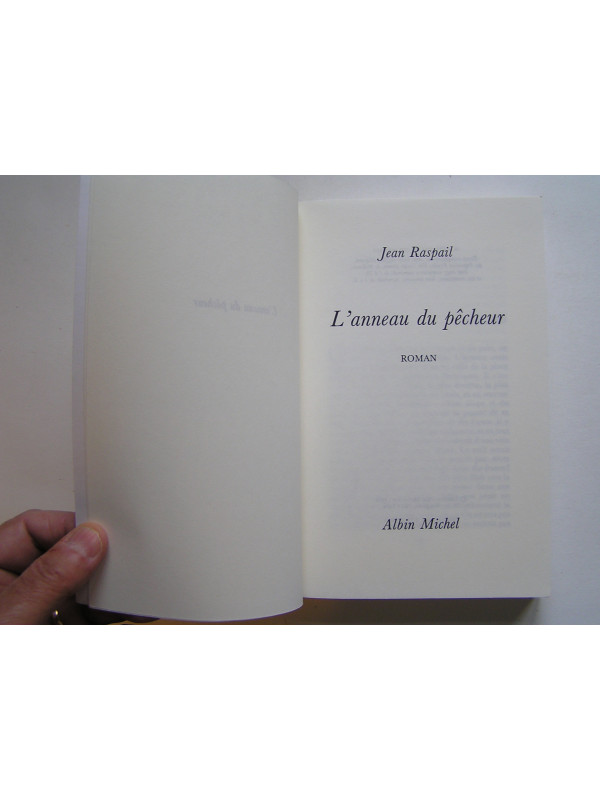 Jean Raspail
L'anneau du pêcheur
ROMAN
Albin Michel